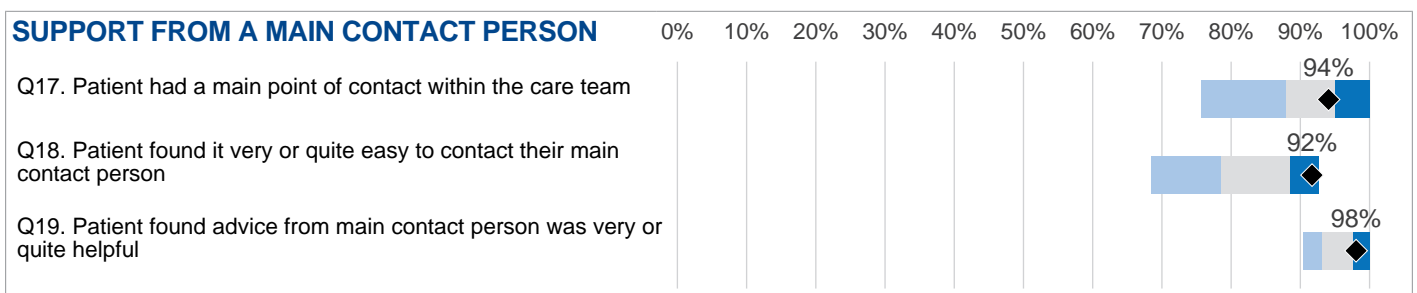 SUPPORT FROM A MAIN CONTACT PERSON 0% 10% 20% 30% 40% 50% 60% 70% 80% 90% 100%
94%
Q17. Patient had a main point of contact within the care team
92%
Q18. Patient found it very or quite easy to contact their main
contact person
98%
Q19. Patient found advice from main contact person was very or
quite helpful